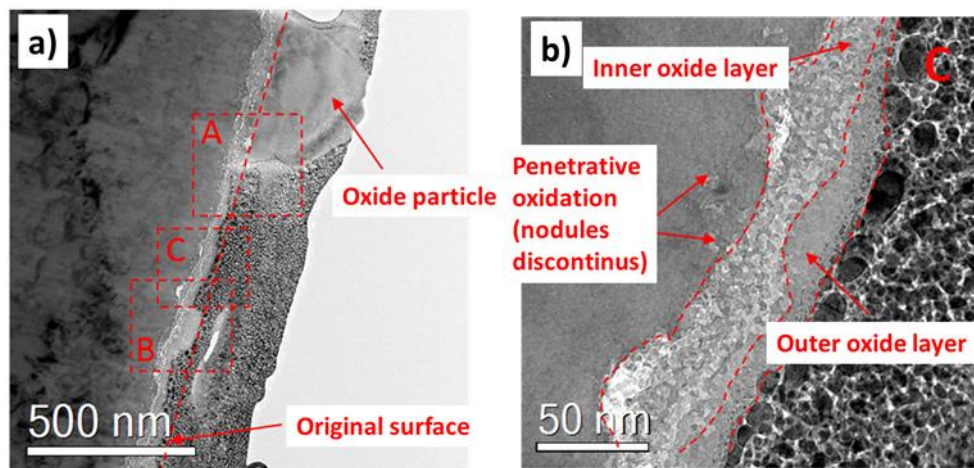 a)
A
Oxide particle
C
B
500 nm
Original surface
b)
Inner oxide layer
C
Penetrative
oxidation
(nodules
discontinus)
Outer oxide layer
50 nm